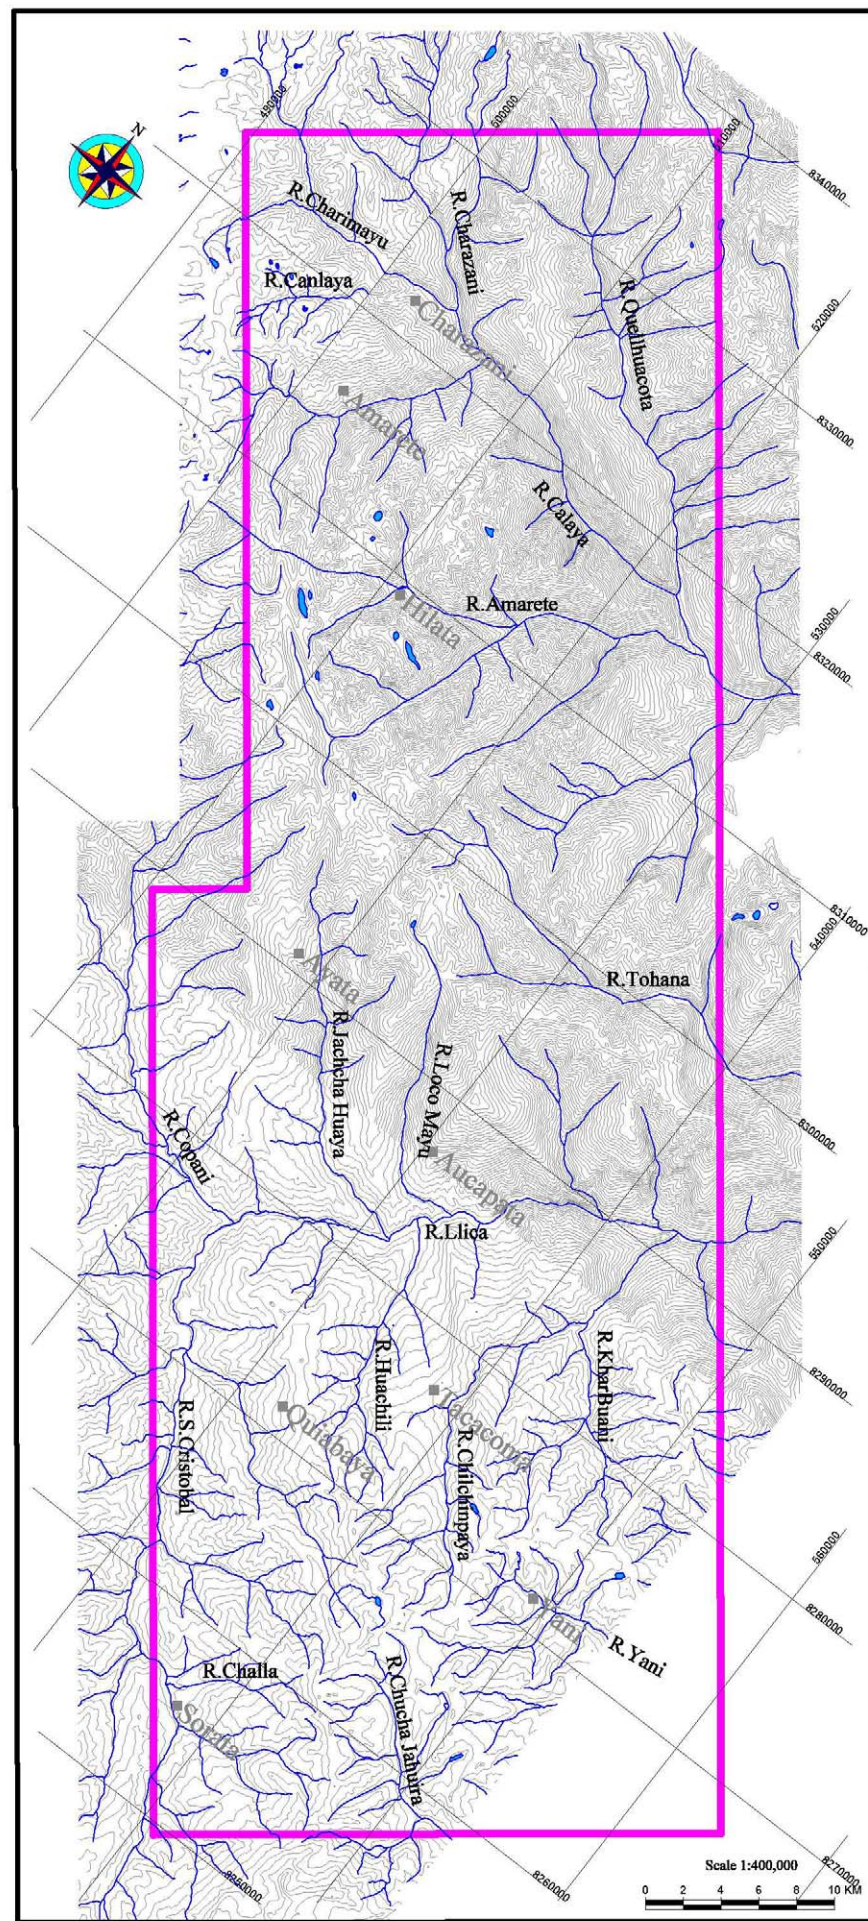 N
490000
500000
510000
8340000
R.Charimayu
R.Charazani
R.Canlaya
Charazani
R.Quellhuacota
520000
8330000
Amarete
R.Calaya
Hilata
R.Amarete
530000
8320000
8310000
540000
Ayata
R.Tohana
R.Jachcha Huaya
R.Loco Mayu
R.Copani
Aucapata
8300000
R.Llica
550000
R.Huachili
R.KharBuani
8290000
Tacacoma
Quiabaya
R.S.Cristobal
R.Chilchinpaya
560000
8280000
Yani
R.Yani
R.Challa
R.Chucha Jahuira
Sorata
Scale 1:400,000
8250000
8260000
8270000
0 2 4 6 8 10 KM